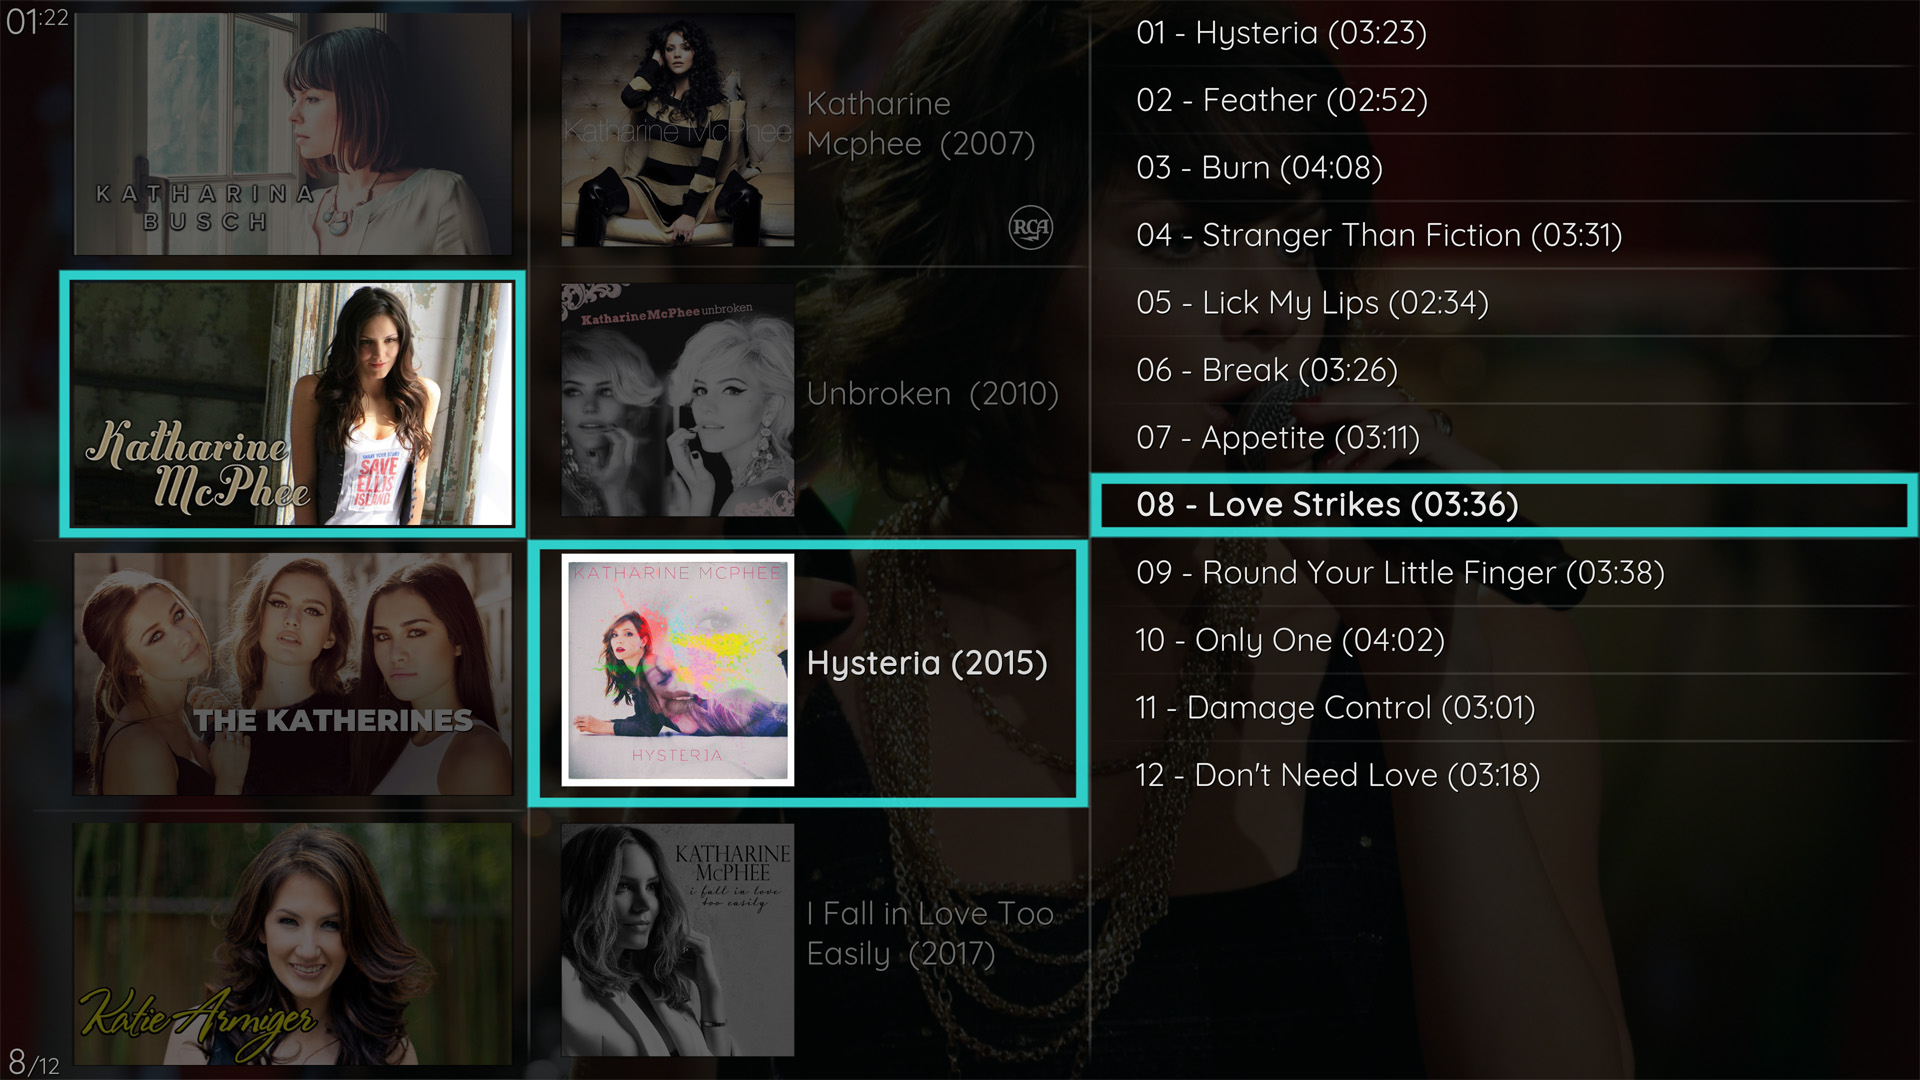 01:22
KATHARINA
BUSCH
Katharine
McPhee
SAVE
ELLIS
ISLAND
THE KATHERINES
Katie Armiger
8/12
Katharine McPhee
Katharine
Mcphee (2007)
RCA
Katharine McPhee unbroken
Unbroken (2010)
KATHARINE MCPHEE
HYSTERIA
Hysteria (2015)
KATHARINE
McPHEE
i fall in love
too easily
I Fall in Love Too
Easily (2017)
01 - Hysteria (03:23)
02 - Feather (02:52)
03 - Burn (04:08)
04 - Stranger Than Fiction (03:31)
05 - Lick My Lips (02:34)
06 - Break (03:26)
07 - Appetite (03:11)
08 - Love Strikes (03:36)
09 - Round Your Little Finger (03:38)
10 - Only One (04:02)
11 - Damage Control (03:01)
12 - Don't Need Love (03:18)